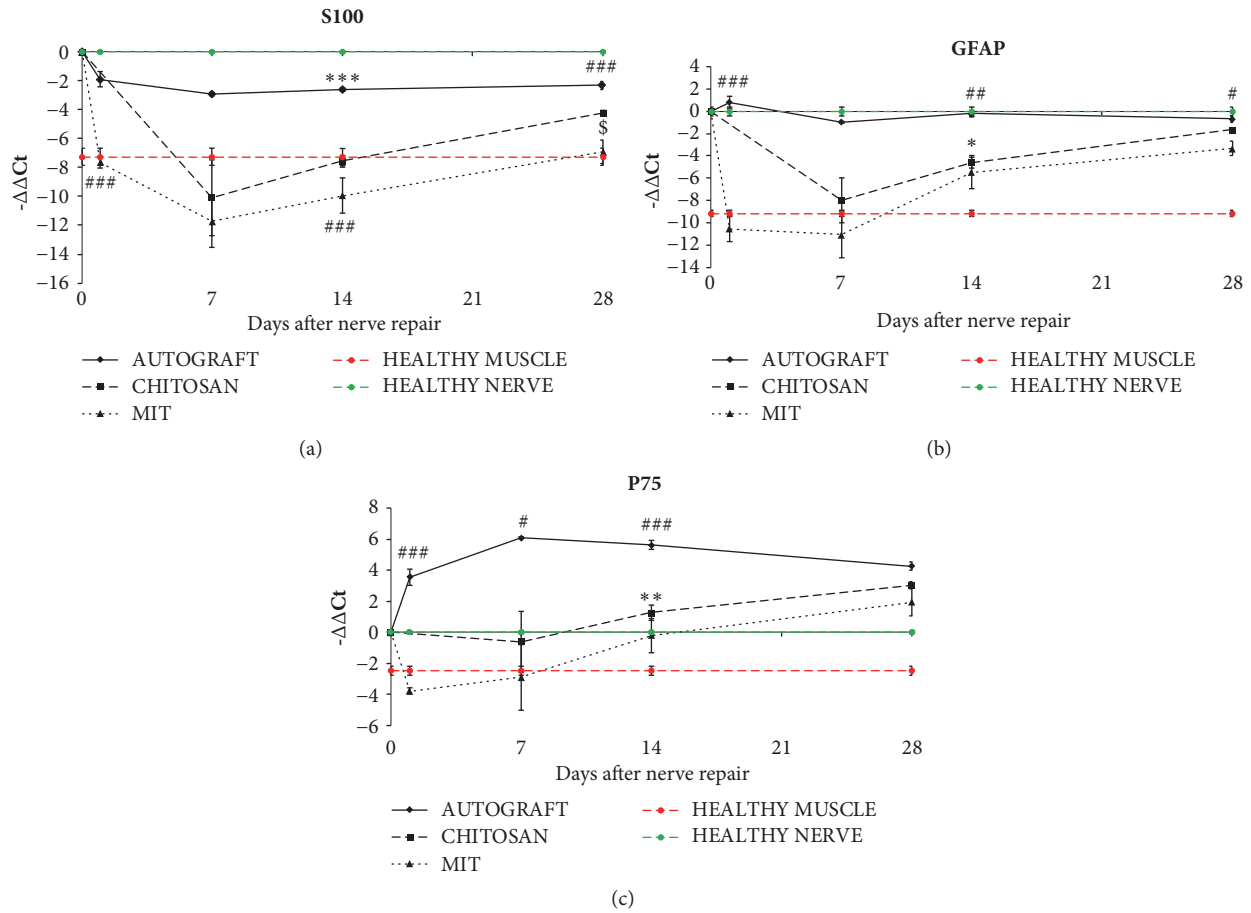 S100
0
−2
−4
−6
−8
−10
−12
−14
−16
-ΔΔCt
***
###
$
###
###
0 7 14 21 28
Days after nerve repair
AUTOGRAFT
CHITOSAN
MIT
HEALTHY MUSCLE
HEALTHY NERVE
(a)
GFAP
4
2
0
−2
−4
−6
−8
−10
−12
−14
-ΔΔCt
###
##
#
*
0 7 14 21 28
Days after nerve repair
AUTOGRAFT
CHITOSAN
MIT
HEALTHY MUSCLE
HEALTHY NERVE
(b)
P75
8
6
4
2
0
−2
−4
−6
-ΔΔCt
###
#
###
**
0 7 14 21 28
Days after nerve repair
AUTOGRAFT
CHITOSAN
MIT
HEALTHY MUSCLE
HEALTHY NERVE
(c)